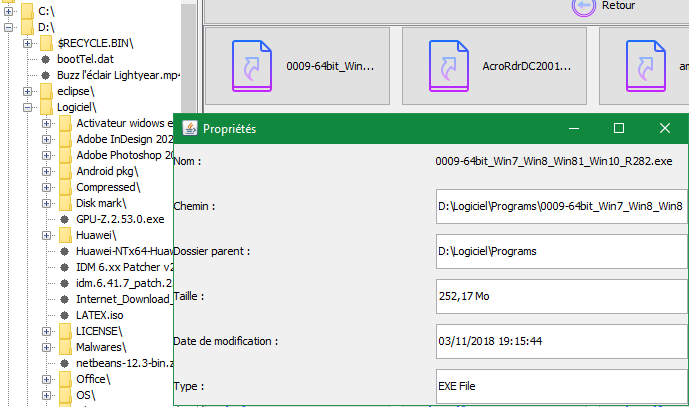 C:\
D:\
$RECYCLE.BIN\
bootTel.dat
Buzz l'éclair Lightyear.mp4
eclipse\
Logiciel\
Activateur widows e
Adobe InDesign 202
Adobe Photoshop 20
Android pkg\
Compressed\
Disk mark\
GPU-Z.2.53.0.exe
Huawei\
Huawei-NTx64-Huaw
IDM 6.xx Patcher v2
idm.6.41.7_patch.2
Internet_Download_
LATEX.iso
LICENSE\
Malwares\
netbeans-12.3-bin.z
Office\
OS\
Retour
0009-64bit_Win...
AcroRdrDC2001...
am
Propriétés
Nom :
0009-64bit_Win7_Win8_Win81_Win10_R282.exe
Chemin :
D:\Logiciel\Programs\0009-64bit_Win7_Win8_Win8
Dossier parent :
D:\Logiciel\Programs
Taille :
252,17 Mo
Date de modification :
03/11/2018 19:15:44
Type :
EXE File